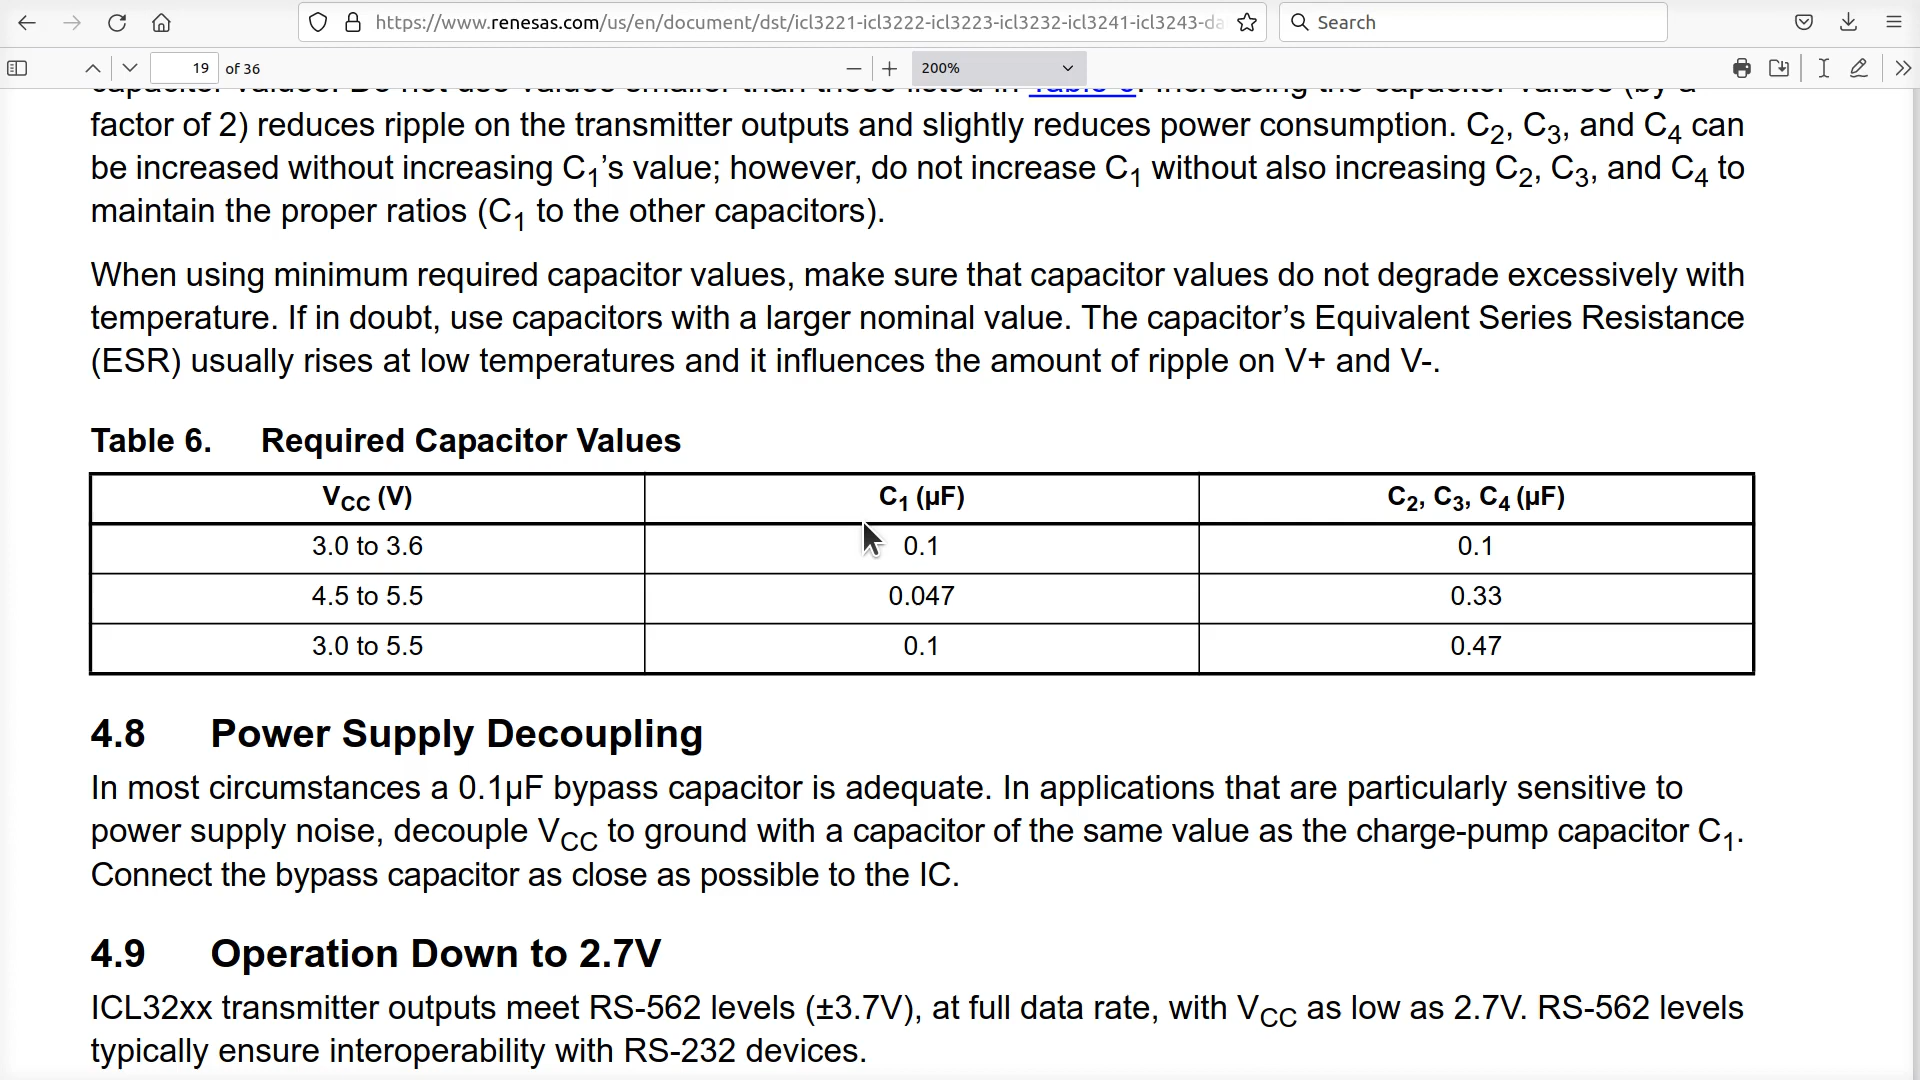 https://www.renesas.com/us/en/document/dst/icl3221-icl3222-icl3223-icl3232-icl3241-icl3243-da
Search
19 of 36
200%
factor of 2) reduces ripple on the transmitter outputs and slightly reduces power consumption. C2, C3, and C4 can
be increased without increasing C1’s value; however, do not increase C1 without also increasing C2, C3, and C4 to
maintain the proper ratios (C1 to the other capacitors).
When using minimum required capacitor values, make sure that capacitor values do not degrade excessively with
temperature. If in doubt, use capacitors with a larger nominal value. The capacitor’s Equivalent Series Resistance
(ESR) usually rises at low temperatures and it influences the amount of ripple on V+ and V-.
Table 6. Required Capacitor Values
VCC (V) C1 (µF) C2, C3, C4 (µF)
3.0 to 3.6 0.1 0.1
4.5 to 5.5 0.047 0.33
3.0 to 5.5 0.1 0.47
4.8 Power Supply Decoupling
In most circumstances a 0.1µF bypass capacitor is adequate. In applications that are particularly sensitive to
power supply noise, decouple VCC to ground with a capacitor of the same value as the charge-pump capacitor C1.
Connect the bypass capacitor as close as possible to the IC.
4.9 Operation Down to 2.7V
ICL32xx transmitter outputs meet RS-562 levels (±3.7V), at full data rate, with VCC as low as 2.7V. RS-562 levels
typically ensure interoperability with RS-232 devices.